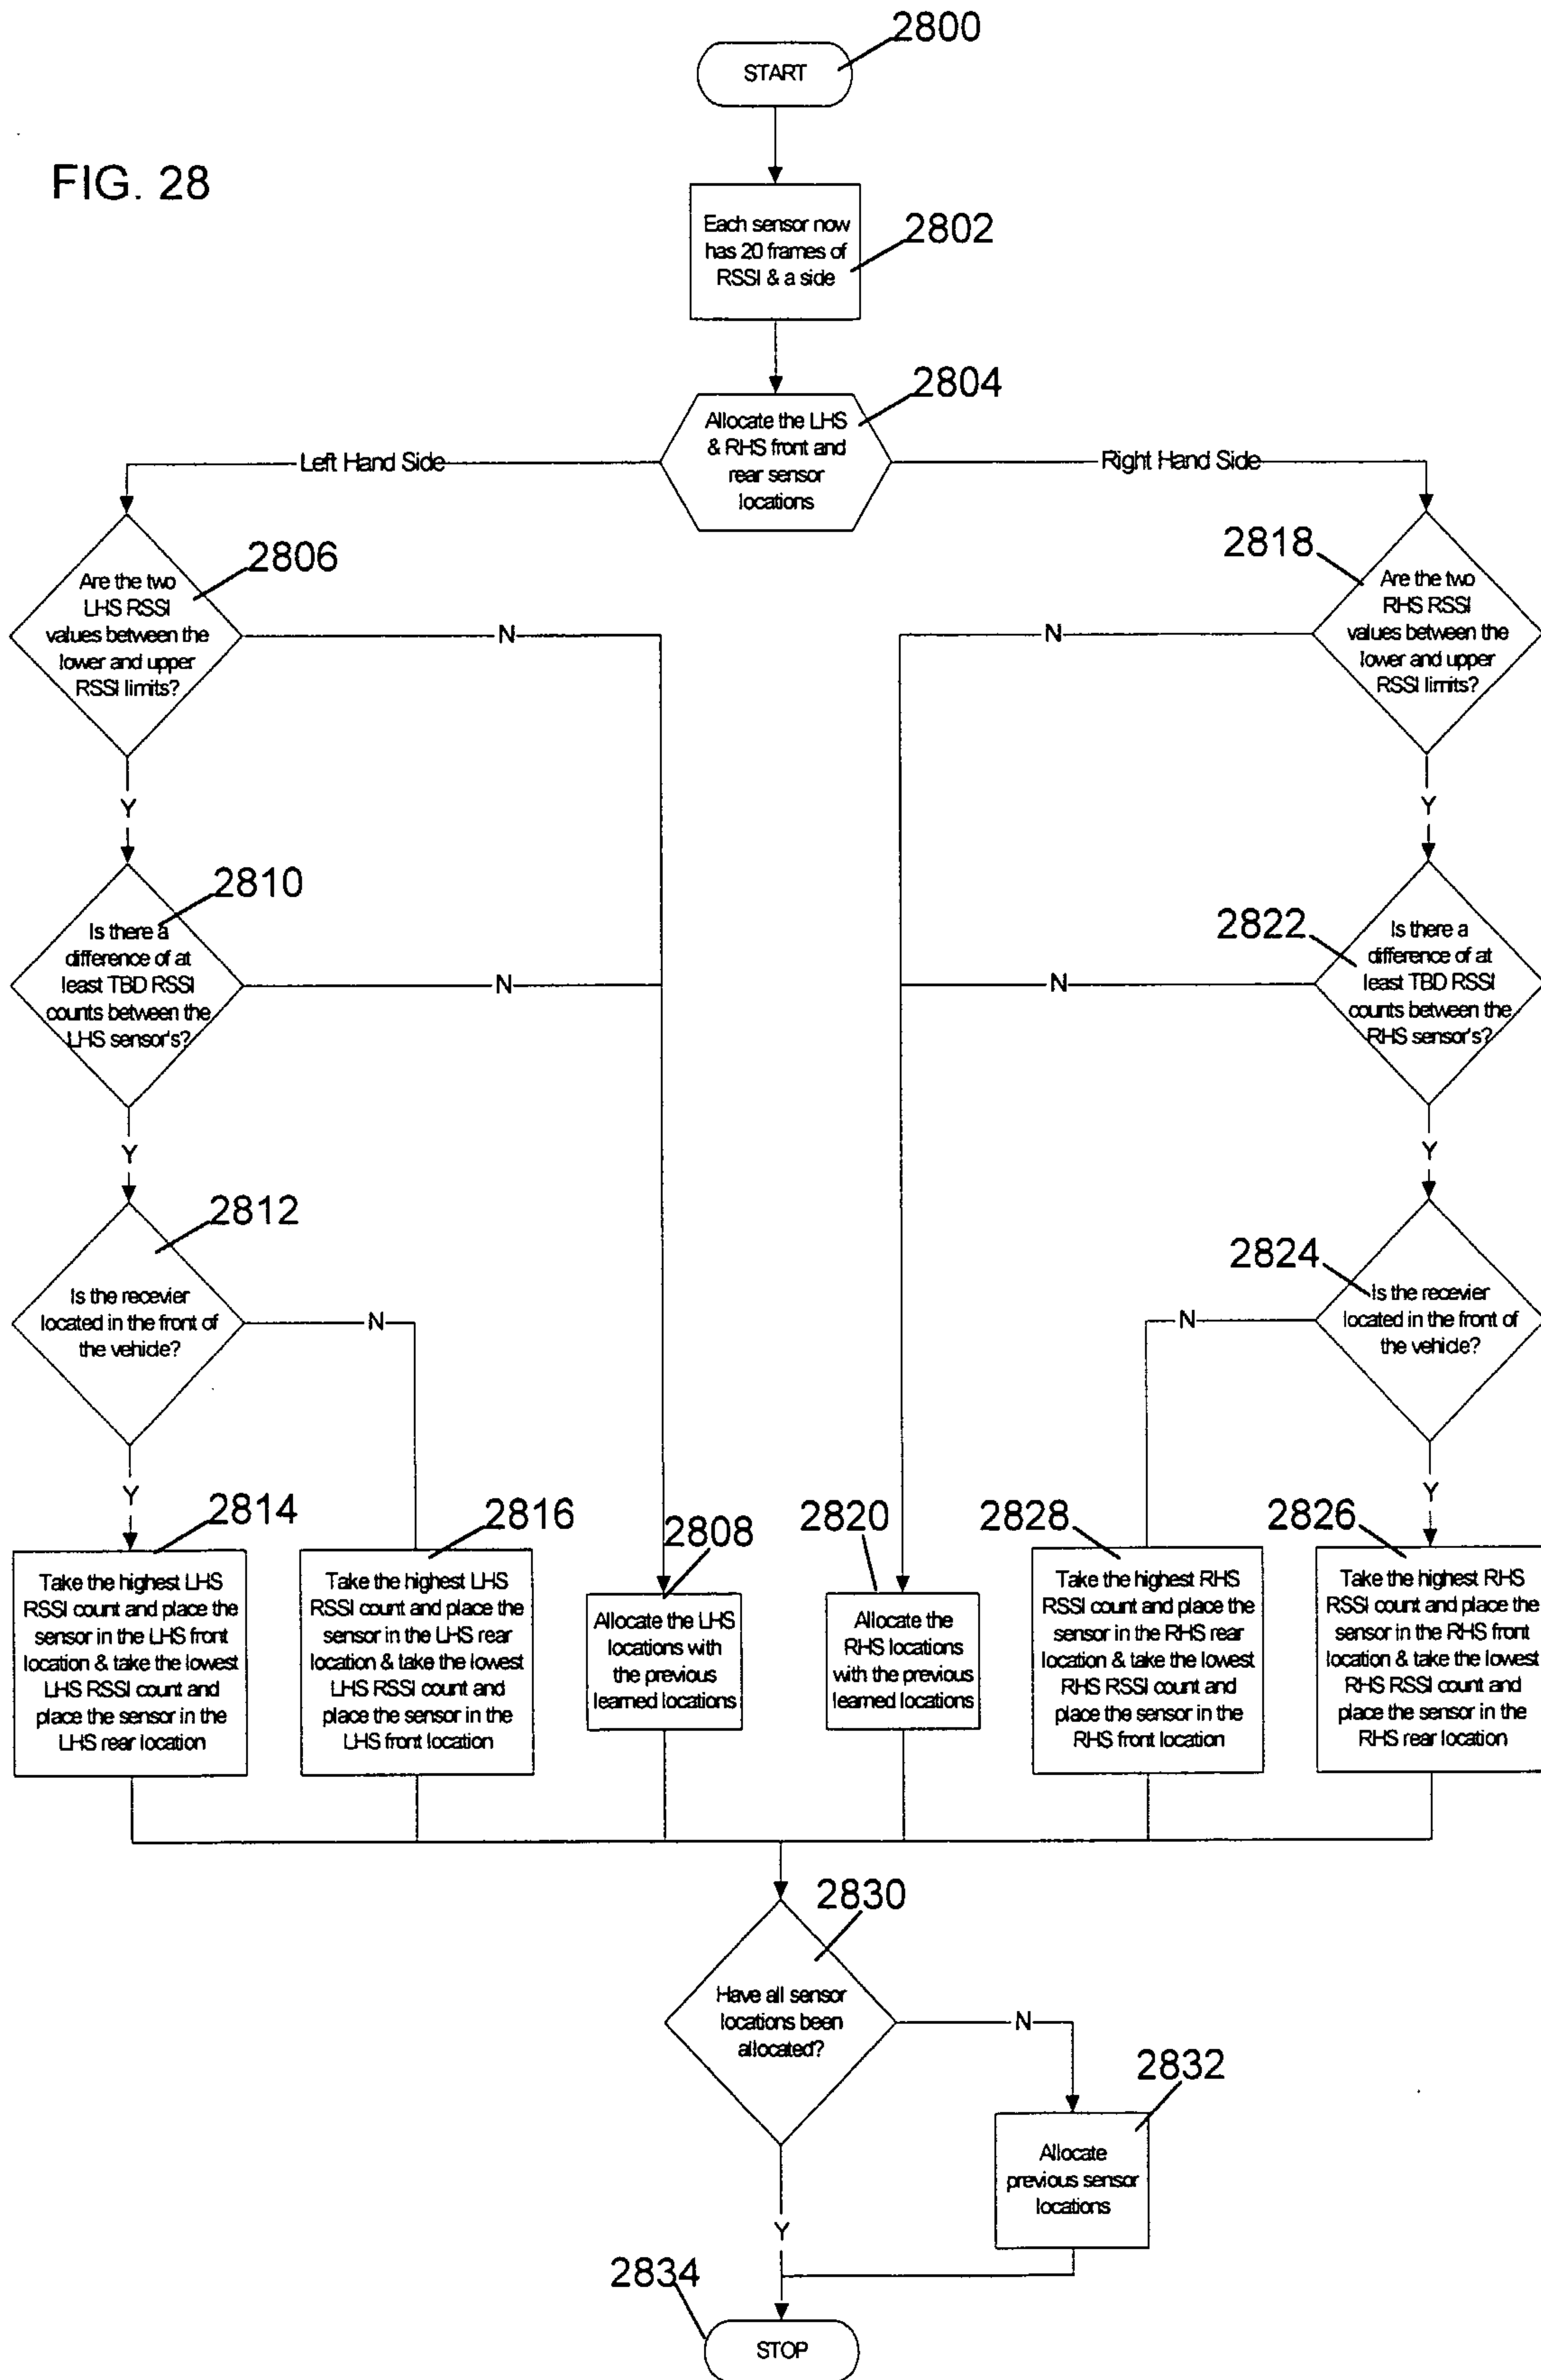 2800
START
FIG. 28
Each sensor now
has 20 frames of
RSSI & a side
2802
2804
Allocate the LHS
& RHS front and
rear sensor
locations
Left Hand Side
Right Hand Side
2806
Are the two
LHS RSSI
values between the
lower and upper
RSSI limits?
N
Y
2818
Are the two
RHS RSSI
values between the
lower and upper
RSSI limits?
N
Y
2810
Is there a
difference of at
least TBD RSSI
counts between the
LHS sensor's?
N
Y
2822
Is there a
difference of at
least TBD RSSI
counts between the
RHS sensor's?
N
Y
2812
Is the recevier
located in the front of
the vehicle?
N
Y
2824
Is the recevier
located in the front of
the vehicle?
N
Y
2814
Take the highest LHS
RSSI count and place the
sensor in the LHS front
location & take the lowest
LHS RSSI count and
place the sensor in the
LHS rear location
2816
Take the highest LHS
RSSI count and place the
sensor in the LHS rear
location & take the lowest
LHS RSSI count and
place the sensor in the
LHS front location
2808
Allocate the LHS
locations with
the previous
learned locations
2820
Allocate the
RHS locations
with the previous
learned locations
2828
Take the highest RHS
RSSI count and place the
sensor in the RHS rear
location & take the lowest
RHS RSSI count and
place the sensor in the
RHS front location
2826
Take the highest RHS
RSSI count and place the
sensor in the RHS front
location & take the lowest
RHS RSSI count and
place the sensor in the
RHS rear location
2830
Have all sensor
locations been
allocated?
N
Y
2832
Allocate
previous sensor
locations
2834
STOP